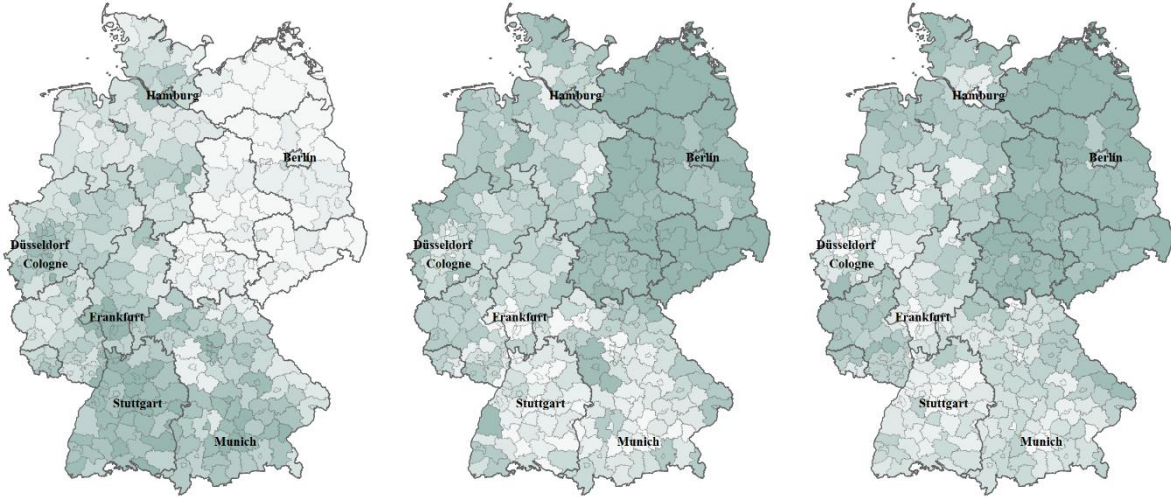 Hamburg
Berlin
Düsseldorf
Cologne
Frankfurt
Stuttgart
Munich
Hamburg
Berlin
Düsseldorf
Cologne
Frankfurt
Stuttgart
Munich
Hamburg
Berlin
Düsseldorf
Cologne
Frankfurt
Stuttgart
Munich